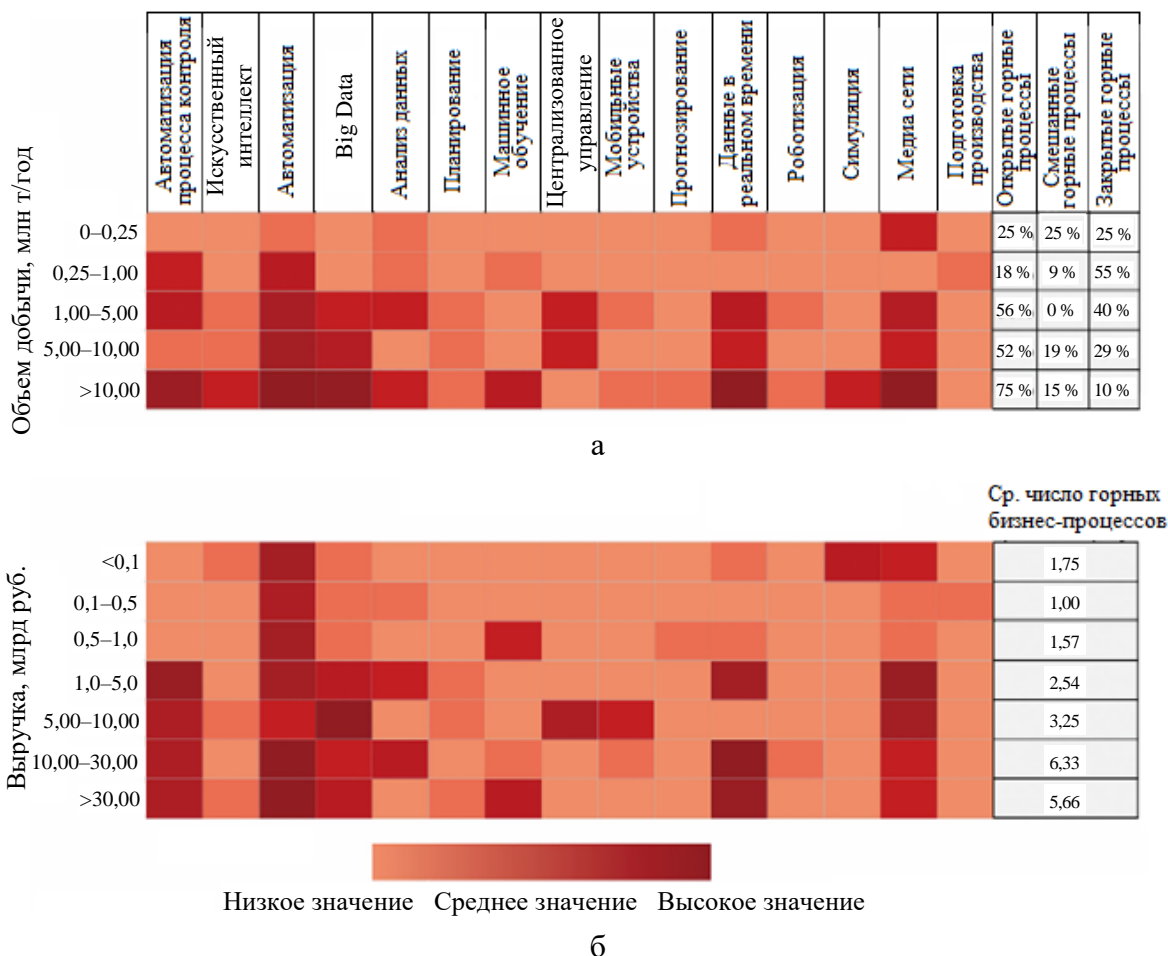 Автоматизация
процесса контроля
Искуственный
интеллект
Автоматизация
Big Data
Анализ данных
Планирование
Машинное
обучение
Централизованное
управление
Мобильные
устройства
Прогнозирование
Данные в
реальном времени
Роботизация
Симуляция
Медиа сети
Подготовка
производства
Открытые горные
процессы
Смешанные
горные процессы
Закрытые горные
процессы
Объем добычи, млн т/год
0–0,25
25 %
25 %
25 %
0,25–1,00
18 %
9 %
55 %
1,00–5,00
56 %
0 %
40 %
5,00–10,00
52 %
19 %
29 %
>10,00
75 %
15 %
10 %
а
Ср. число горных
бизнес-процессов
Выручка, млрд руб.
<0,1
1,75
0,1–0,5
1,00
0,5–1,0
1,57
1,0–5,0
2,54
5,00–10,00
3,25
10,00–30,00
6,33
>30,00
5,66
Низкое значение
Среднее значение
Высокое значение
б